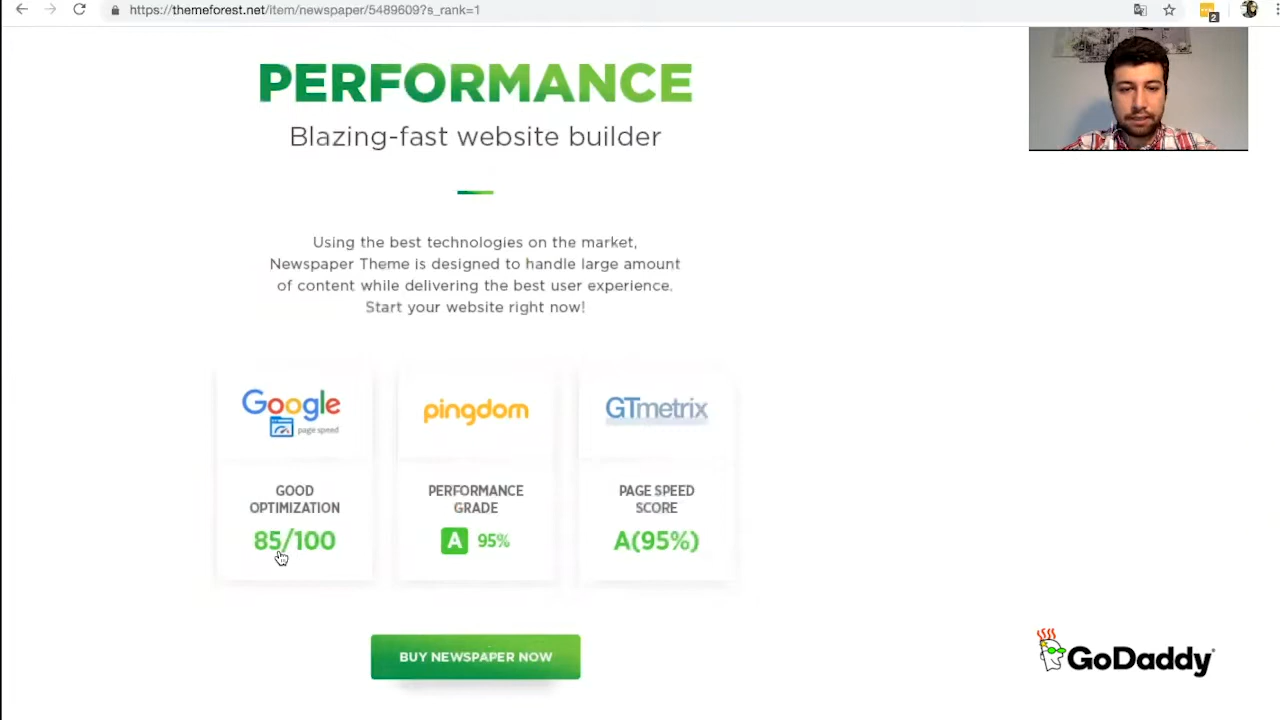 https://themeforest.net/item/newspaper/5489609?s_rank=1
2
PERFORMANCE
Blazing-fast website builder
Using the best technologies on the market,
Newspaper Theme is designed to handle large amount
of content while delivering the best user experience.
Start your website right now!
Google
page speed
GOOD
OPTIMIZATION
85/100
pingdom
PERFORMANCE
GRADE
A 95%
GTmetrix
PAGE SPEED
SCORE
A(95%)
BUY NEWSPAPER NOW
GoDaddy